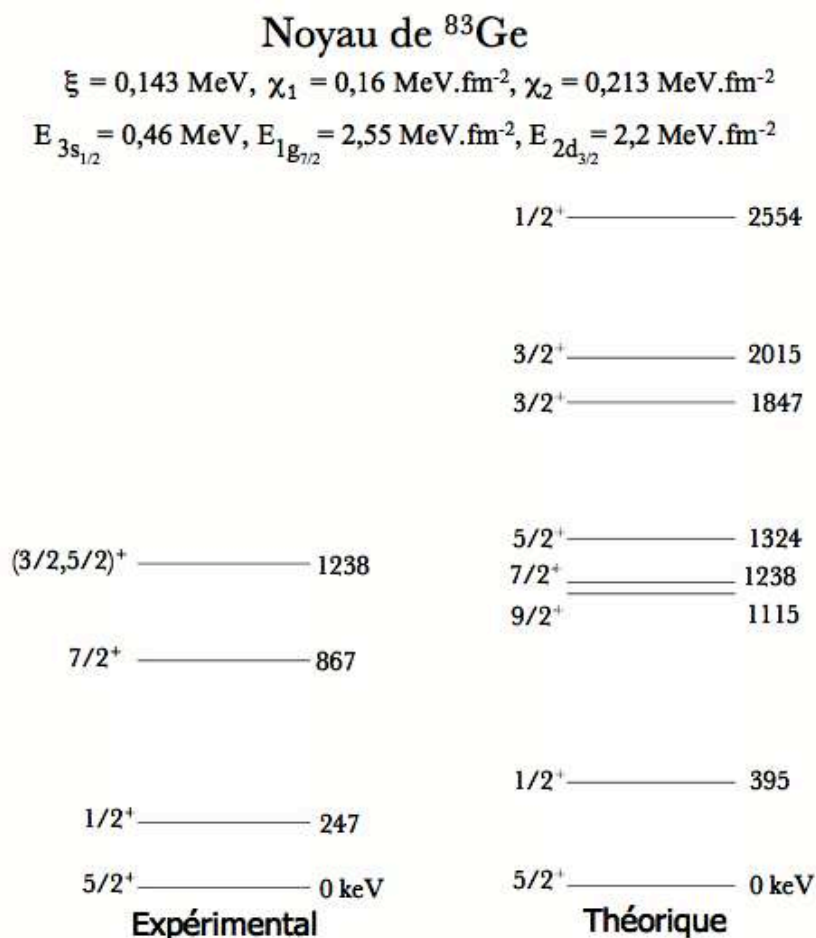 Noyau de ⁸³Ge
ξ = 0,143 MeV, χ₁ = 0,16 MeV.fm⁻², χ₂ = 0,213 MeV.fm⁻²
E 3s₁/₂ = 0,46 MeV, E 1g₇/₂ = 2,55 MeV.fm⁻², E 2d₃/₂ = 2,2 MeV.fm⁻²
1/2⁺ 2554
3/2⁺ 2015
3/2⁺ 1847
5/2⁺ 1324
(3/2,5/2)⁺ 1238 7/2⁺ 1238
9/2⁺ 1115
7/2⁺ 867
1/2⁺ 395
1/2⁺ 247
5/2⁺ 0 keV 5/2⁺ 0 keV
Expérimental Théorique